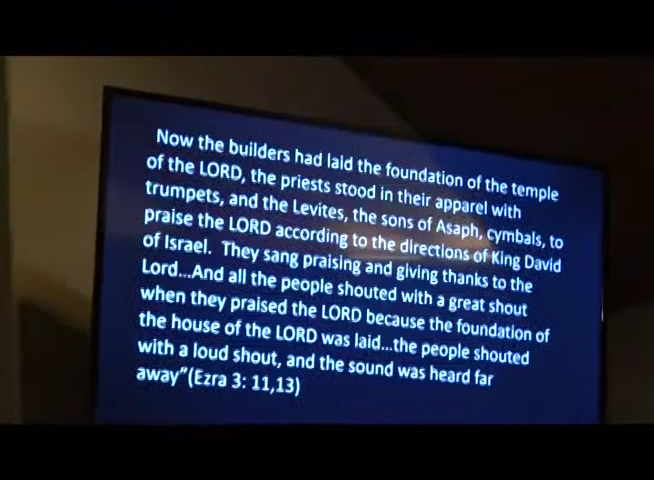 Now the builders had laid the foundation of the temple
of the LORD, the priests stood in their apparel with
trumpets, and the Levites, the sons of Asaph, cymbals, to
praise the LORD according to the directions of King David
of Israel.  They sang praising and giving thanks to the
Lord...And all the people shouted with a great shout
when they praised the LORD because the foundation of
the house of the LORD was laid...the people shouted
with a loud shout, and the sound was heard far
away”(Ezra 3: 11,13)